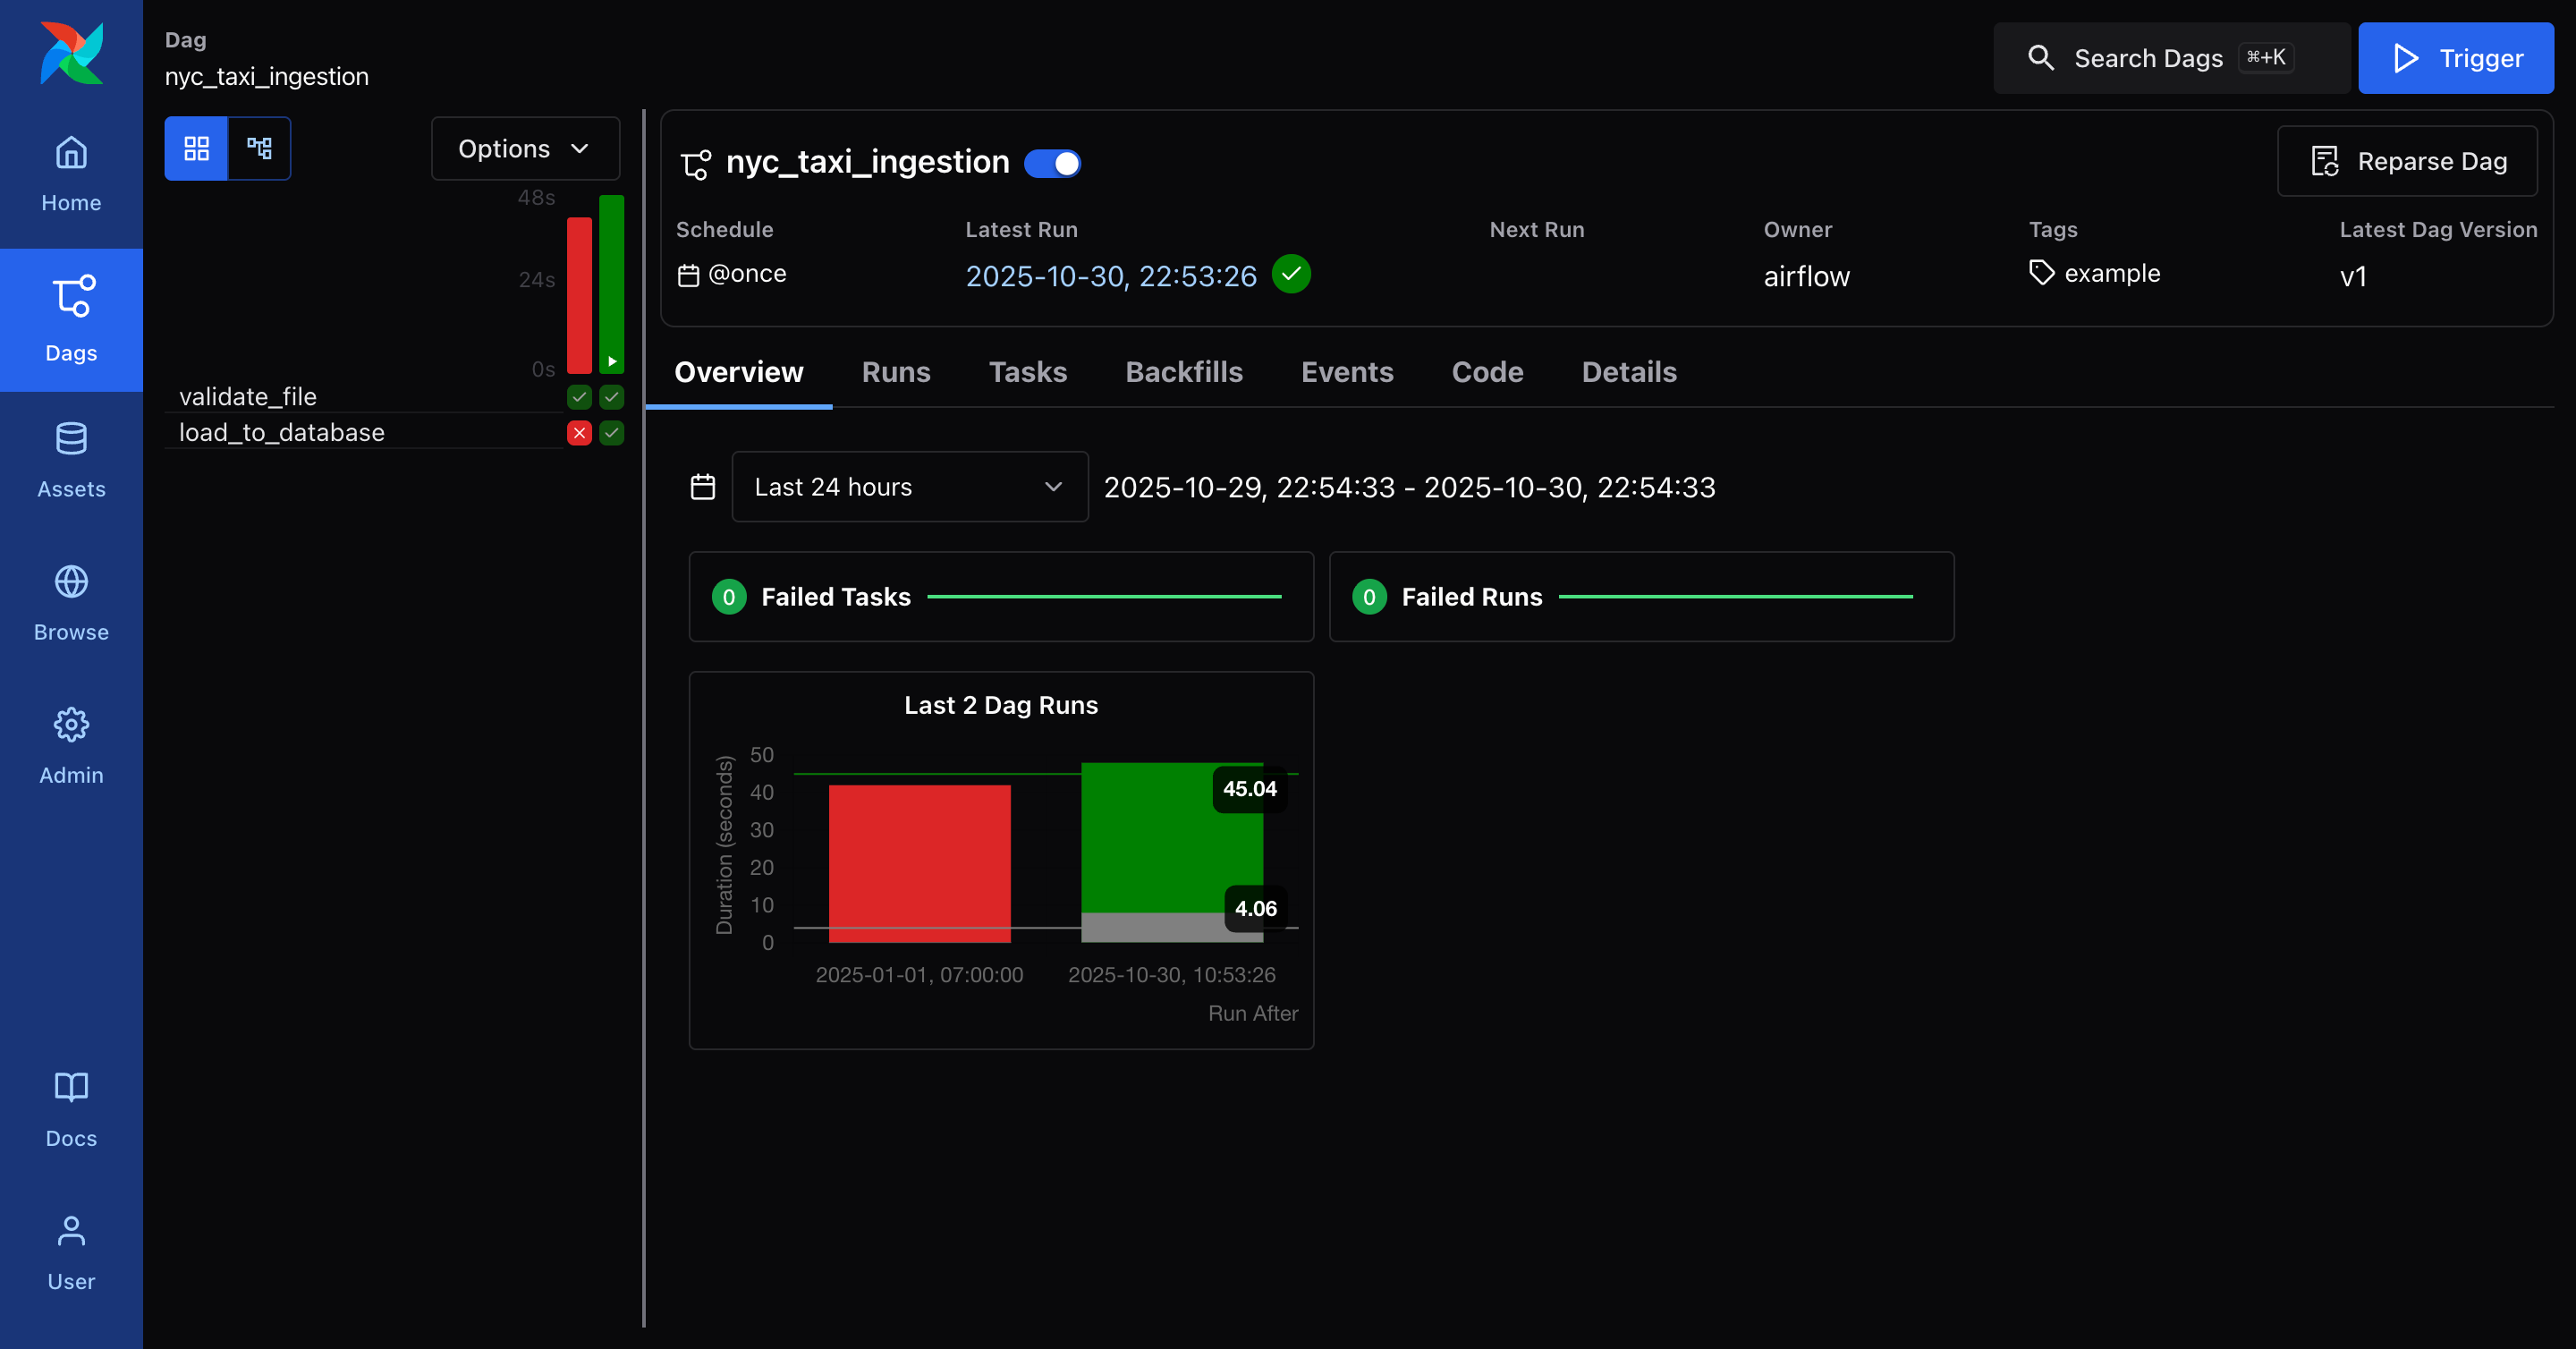 Dag
nyc_taxi_ingestion
Search Dags ⌘+K
Trigger
Home
Dags
Assets
Browse
Admin
Docs
User
Options
48s
24s
0s
validate_file
load_to_database
nyc_taxi_ingestion
Reparse Dag
Schedule
@once
Latest Run
2025-10-30, 22:53:26
Next Run
Owner
airflow
Tags
example
Latest Dag Version
v1
Overview Runs Tasks Backfills Events Code Details
Last 24 hours
2025-10-29, 22:54:33 - 2025-10-30, 22:54:33
0 Failed Tasks
0 Failed Runs
Last 2 Dag Runs
Duration (seconds)
50
40
30
20
10
0
45.04
4.06
2025-01-01, 07:00:00
2025-10-30, 10:53:26
Run After